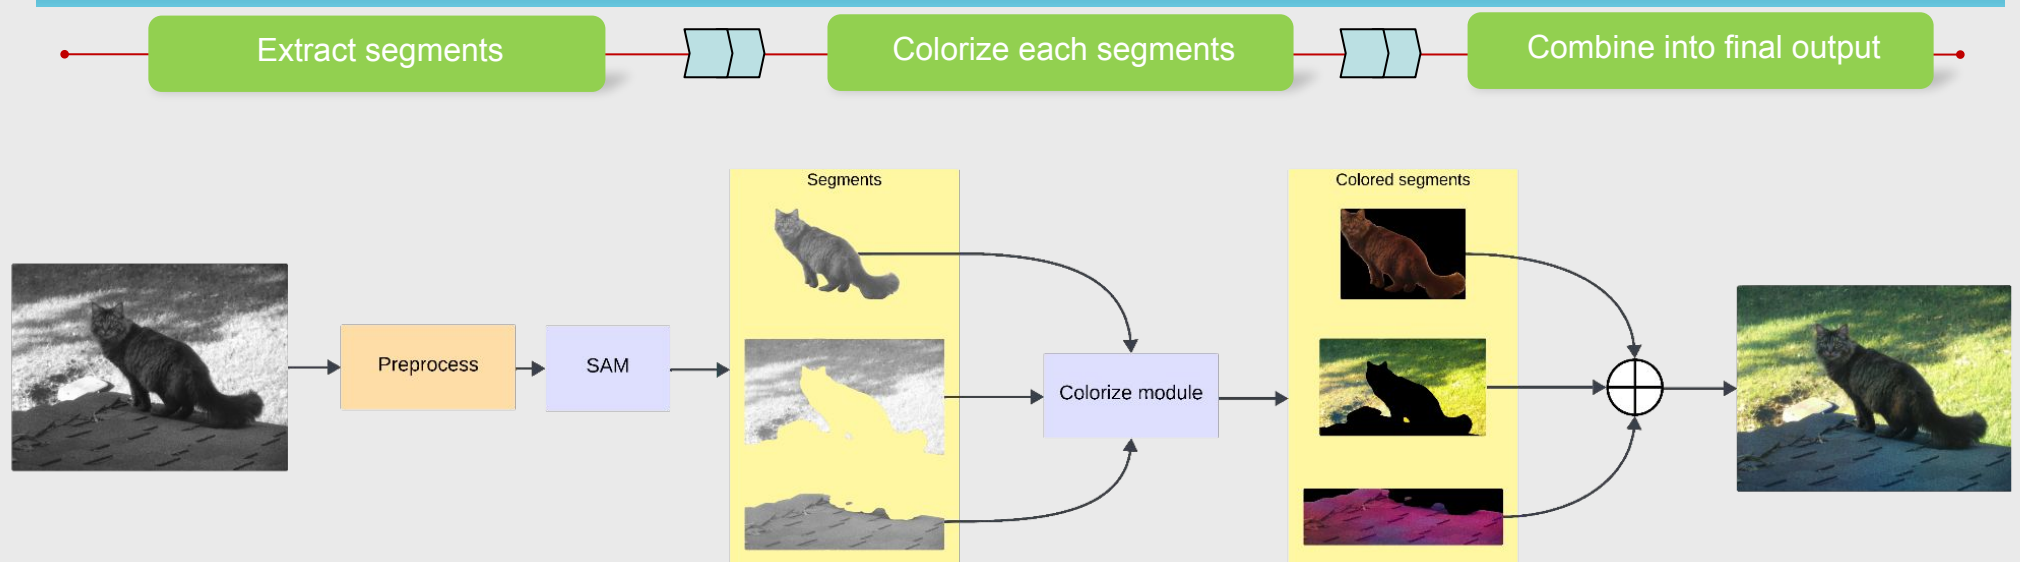 Extract segments
Colorize each segments
Combine into final output
Segments
Colored segments
Preprocess
SAM
Colorize module